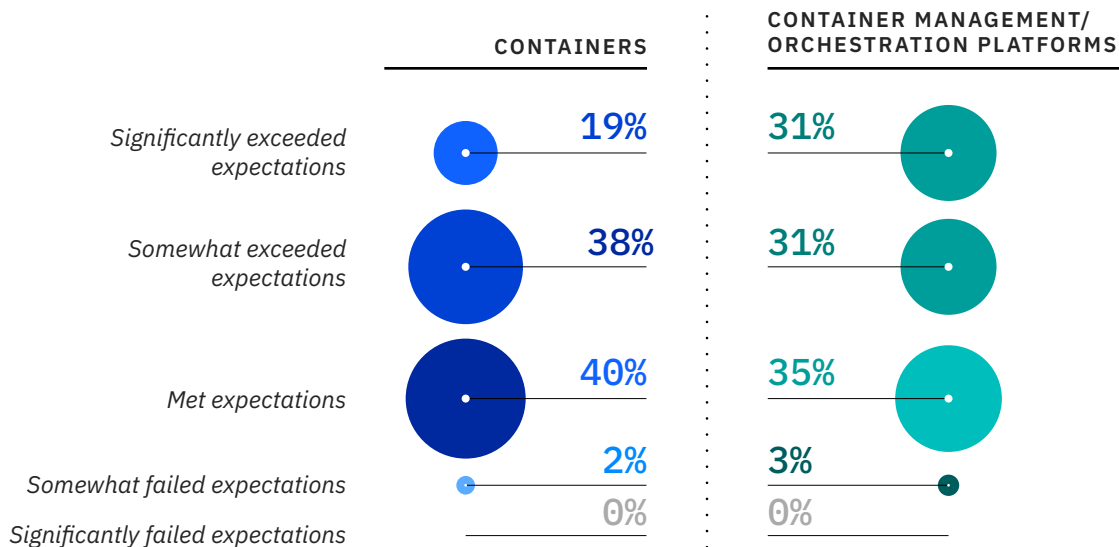 CONTAINERS
CONTAINER MANAGEMENT/
ORCHESTRATION PLATFORMS
Significantly exceeded
expectations
19%
31%
Somewhat exceeded
expectations
38%
31%
Met expectations
40%
35%
Somewhat failed expectations
2%
3%
Significantly failed expectations
0%
0%